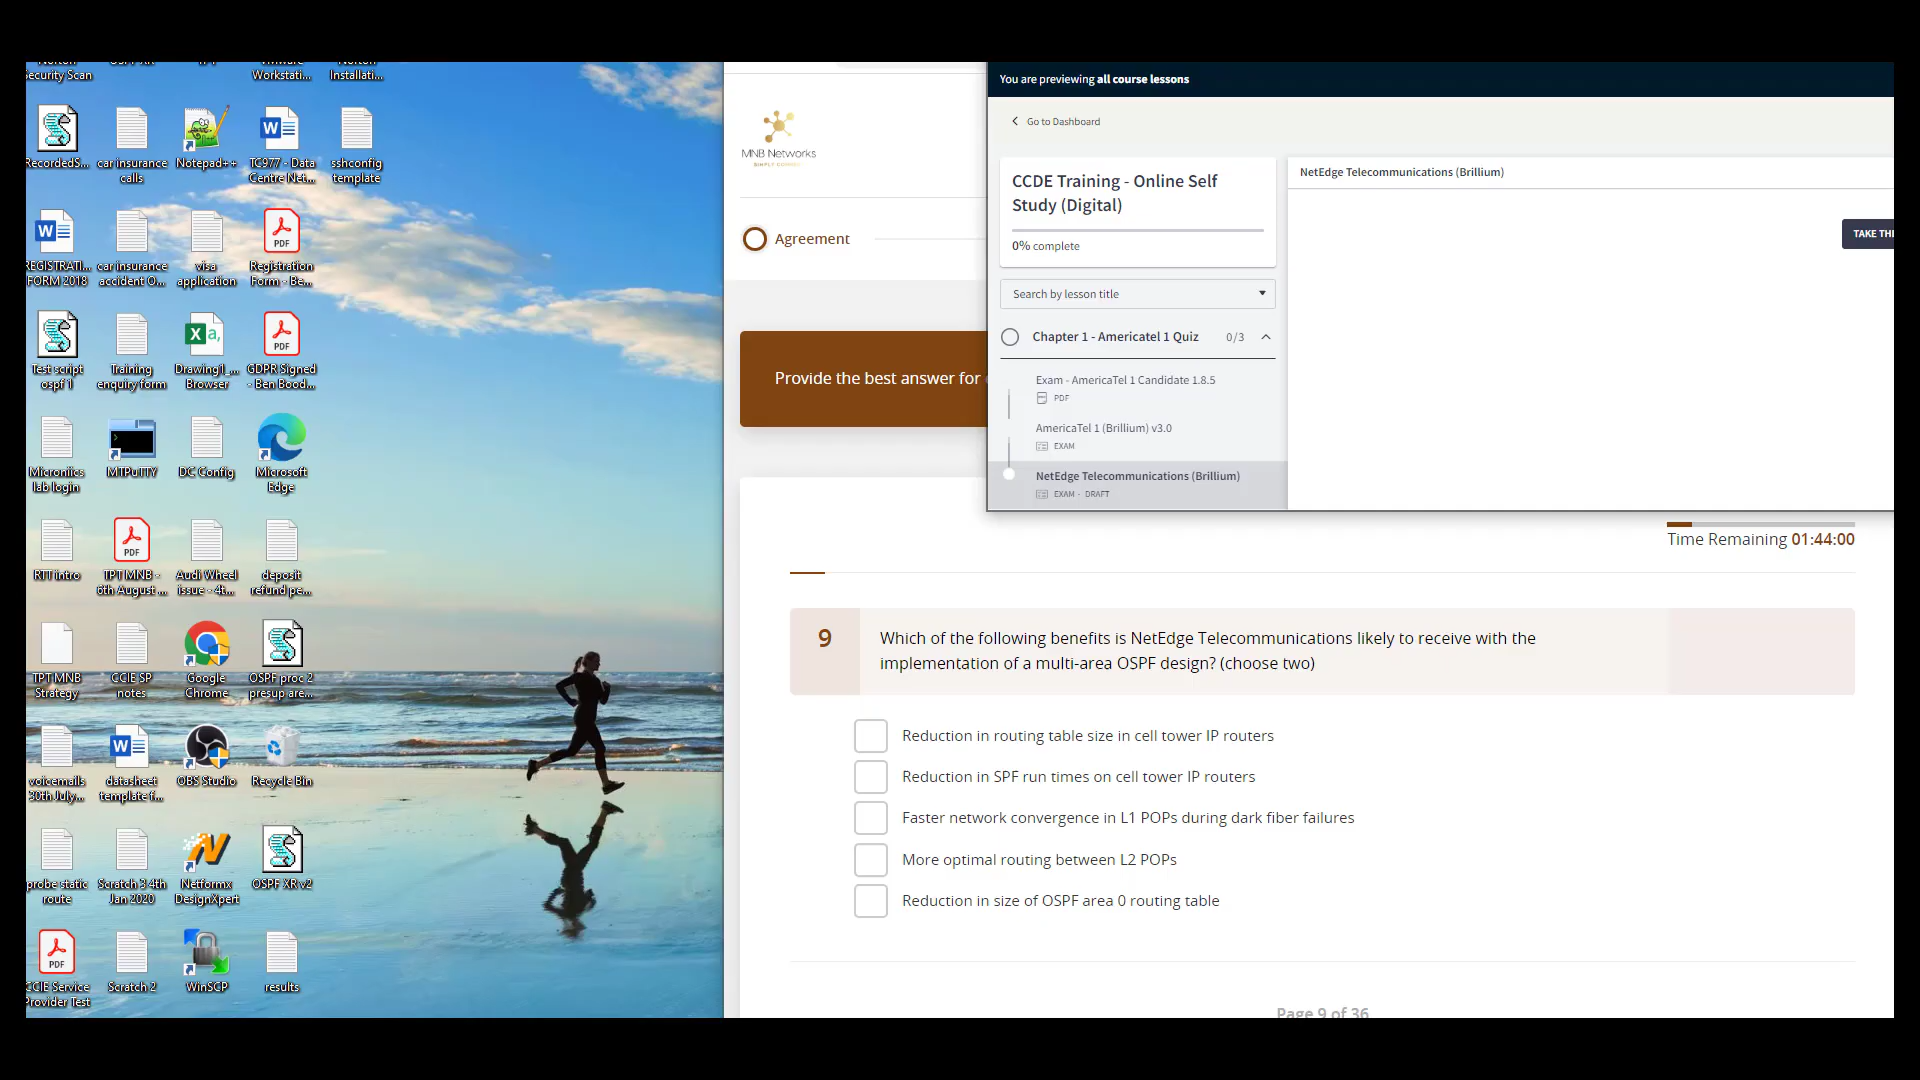 Security Scan
Workstati...
Installati...
RecordedS...
car insurance
calls
Notepad++
TC977 - Data
Centre Net...
sshconfig
template
REGISTRATI...
FORM 2018
car insurance
accident O...
visa
application
Registration
Form - Be...
Test script
ospf 1
Training
enquiry form
Drawing1_...
Browser
GDPR Signed
- Ben Bood...
Micronics
lab login
MTPuTTY
DC Config
Microsoft
Edge
RTT intro
TPT MNB -
6th August ...
Audi Wheel
issue - 4t...
deposit
refund pe...
TPT MNB
Strategy
CCIE SP
notes
Google
Chrome
OSPF proc 2
presup are...
voicemails
30th July...
datasheet
template f...
OBS Studio
Recycle Bin
probe static
route
Scratch 3 4th
Jan 2020
Netformx
DesignXpert
OSPF XR v2
CCIE Service
Provider Test
Scratch 2
WinSCP
results
MNB Networks
Agreement
Provide the best answer for
You are previewing all course lessons
Go to Dashboard
CCDE Training - Online Self
Study (Digital)
0% complete
Search by lesson title
Chapter 1 - Americatel 1 Quiz 0/3
Exam - AmericaTel 1 Candidate 1.8.5
PDF
AmericaTel 1 (Brillium) v3.0
EXAM
NetEdge Telecommunications (Brillium)
EXAM · DRAFT
NetEdge Telecommunications (Brillium)
TAKE THE
Time Remaining 01:44:00
9
Which of the following benefits is NetEdge Telecommunications likely to receive with the
implementation of a multi-area OSPF design? (choose two)
Reduction in routing table size in cell tower IP routers
Reduction in SPF run times on cell tower IP routers
Faster network convergence in L1 POPs during dark fiber failures
More optimal routing between L2 POPs
Reduction in size of OSPF area 0 routing table
Page 9 of 36